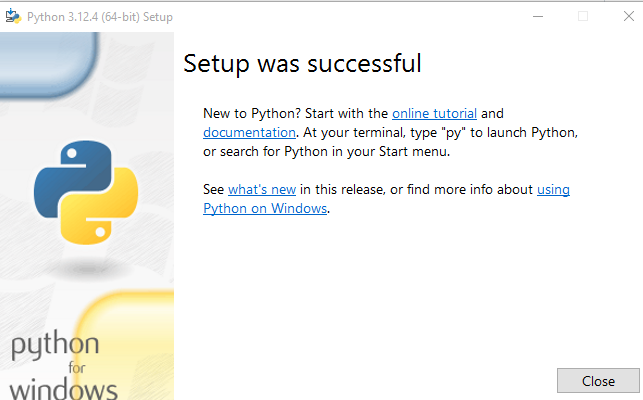 Python 3.12.4 (64-bit) Setup
Setup was successful
New to Python? Start with the online tutorial and
documentation. At your terminal, type "py" to launch Python,
or search for Python in your Start menu.
See what's new in this release, or find more info about using
Python on Windows.
python
for
windows
Close